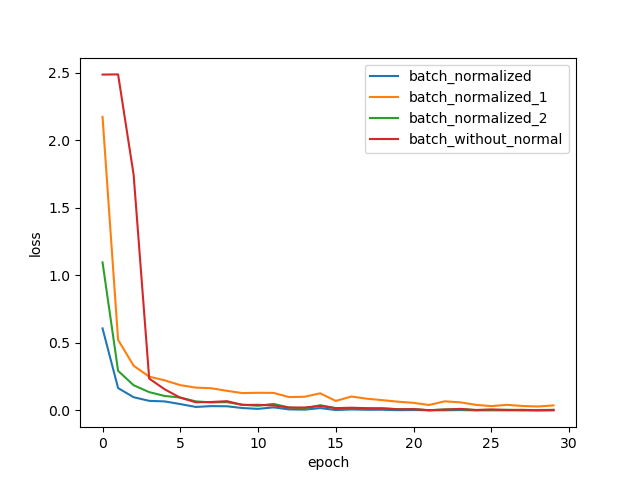 2.5
2.0
1.5
1.0
0.5
0.0
loss
0
5
10
15
20
25
30
epoch
batch_normalized
batch_normalized_1
batch_normalized_2
batch_without_normal